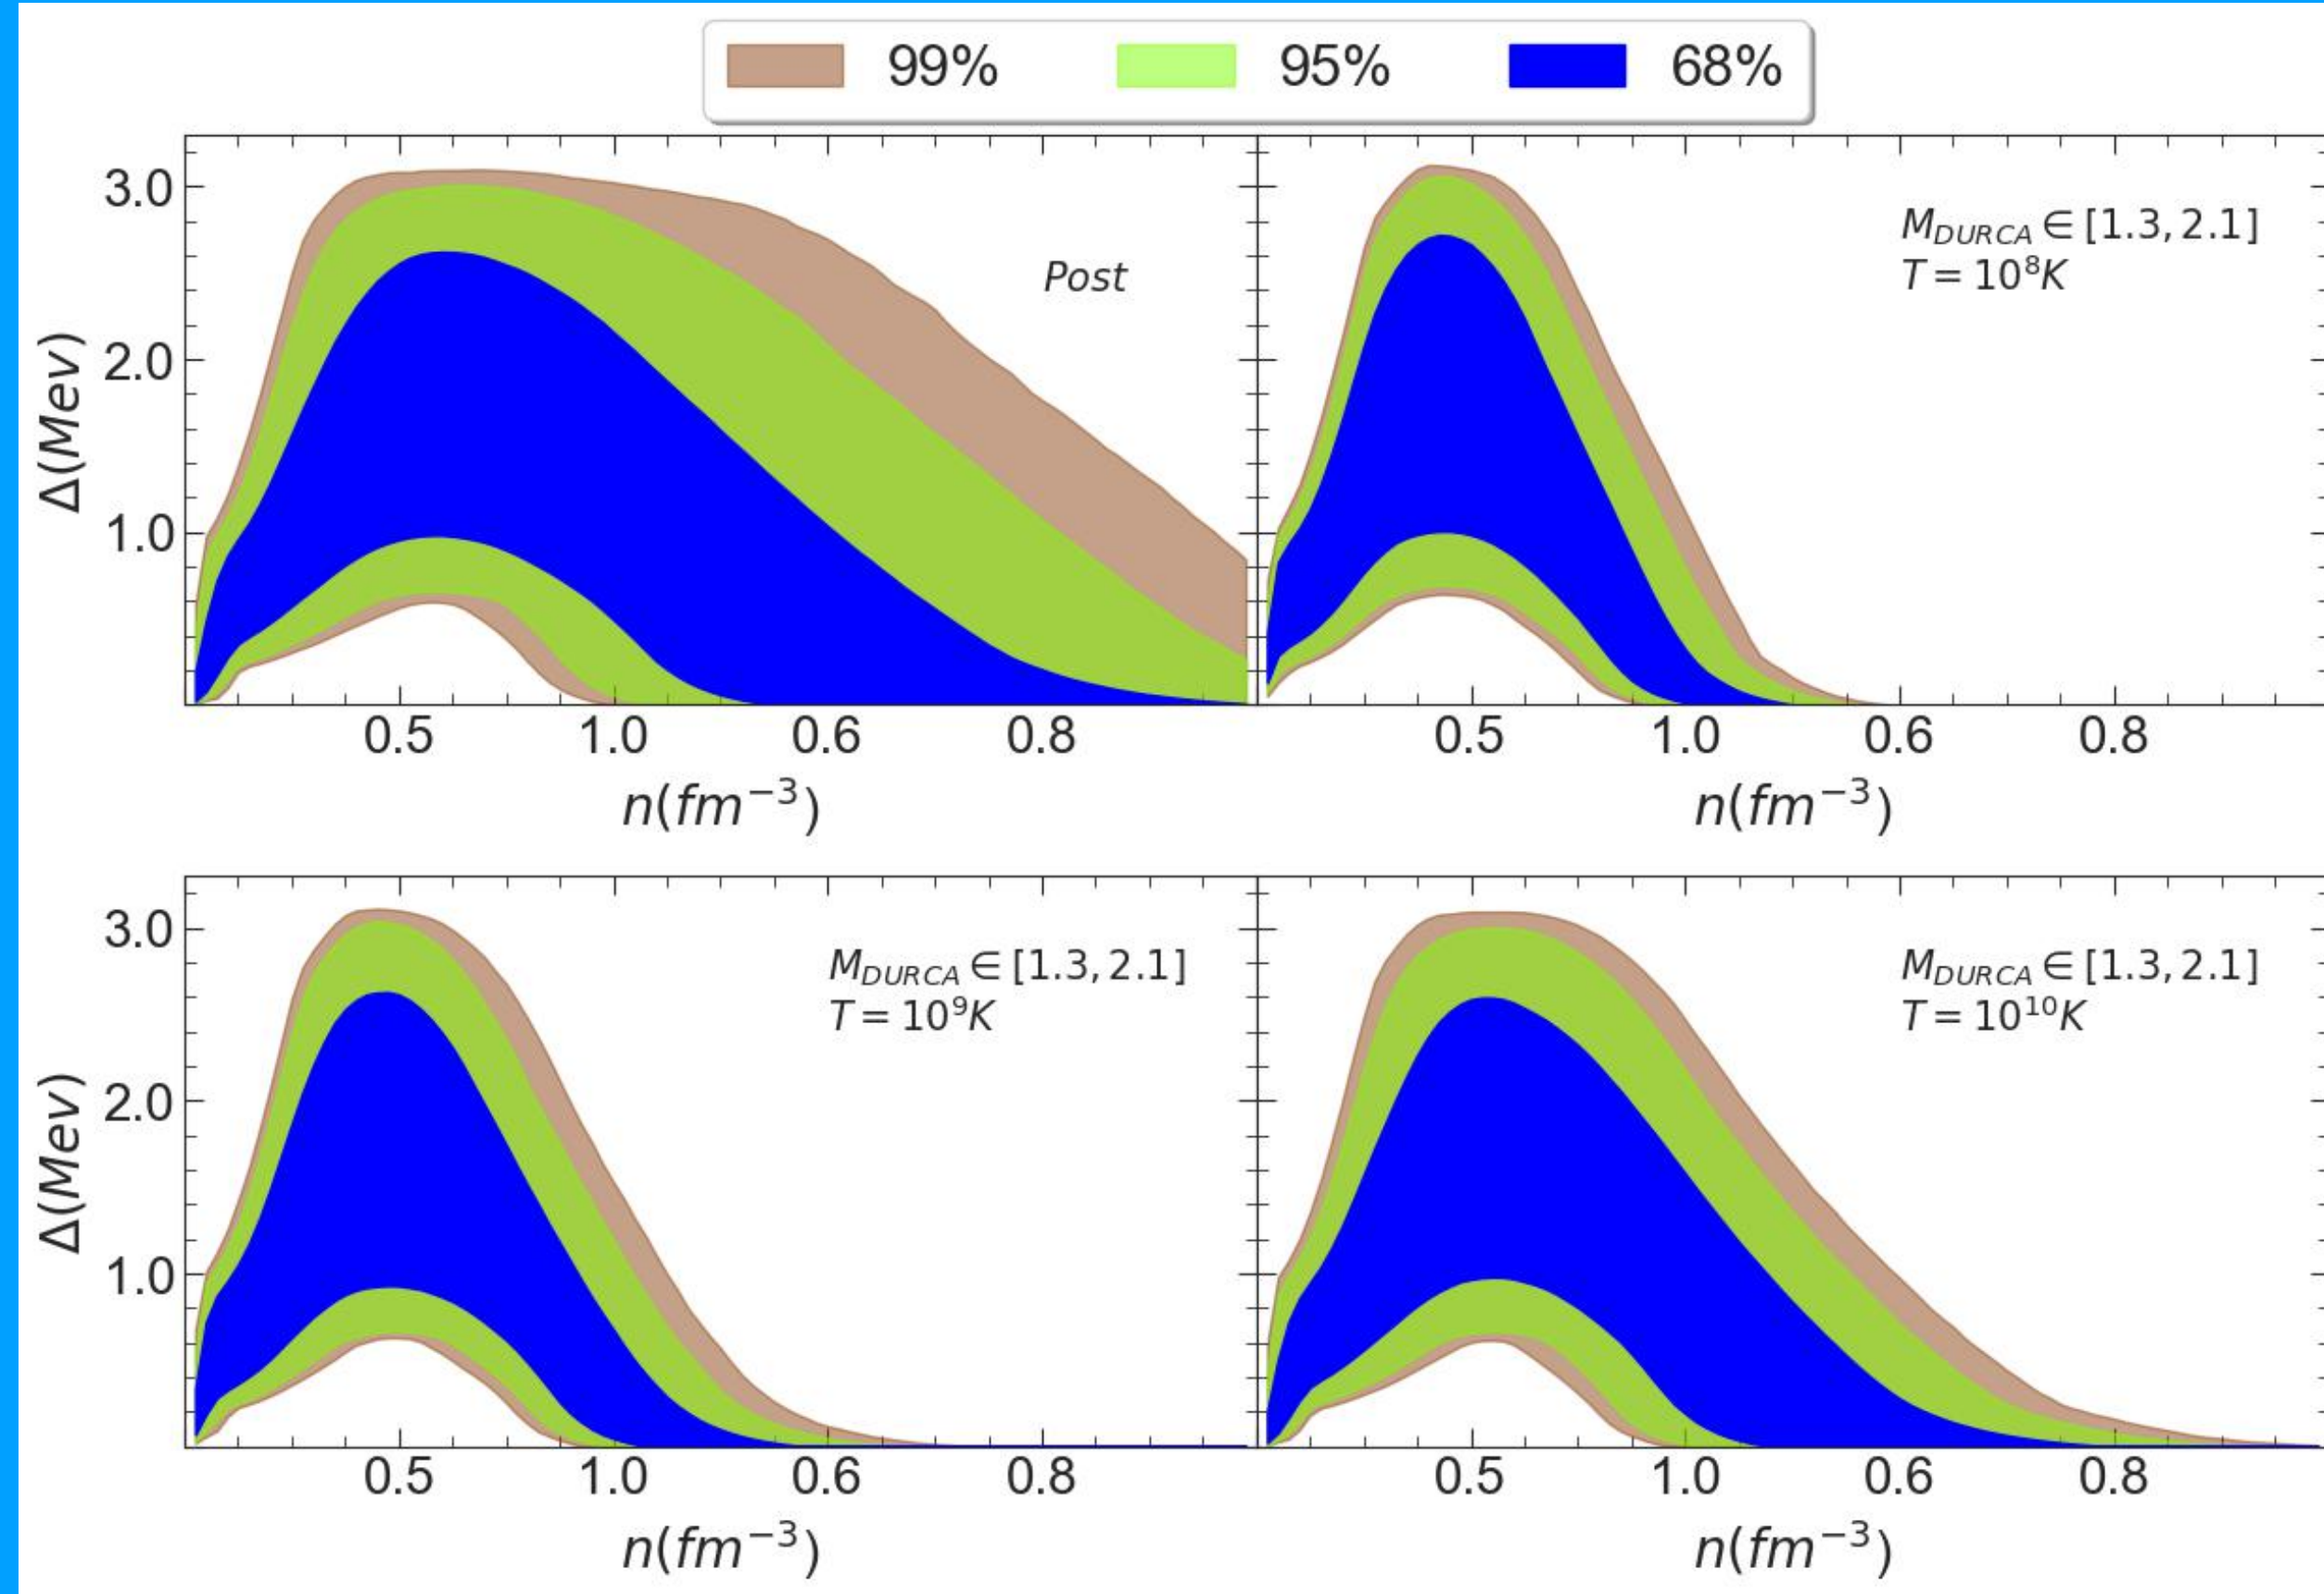 99% 95% 68%
3.0
2.0
1.0
Δ(Mev)
Post
0.5 1.0 0.6 0.8
n(fm⁻³)
M_DURCA ∈ [1.3, 2.1]
T = 10⁸K
0.5 1.0 0.6 0.8
n(fm⁻³)
3.0
2.0
1.0
Δ(Mev)
M_DURCA ∈ [1.3, 2.1]
T = 10⁹K
0.5 1.0 0.6 0.8
n(fm⁻³)
M_DURCA ∈ [1.3, 2.1]
T = 10¹⁰K
0.5 1.0 0.6 0.8
n(fm⁻³)